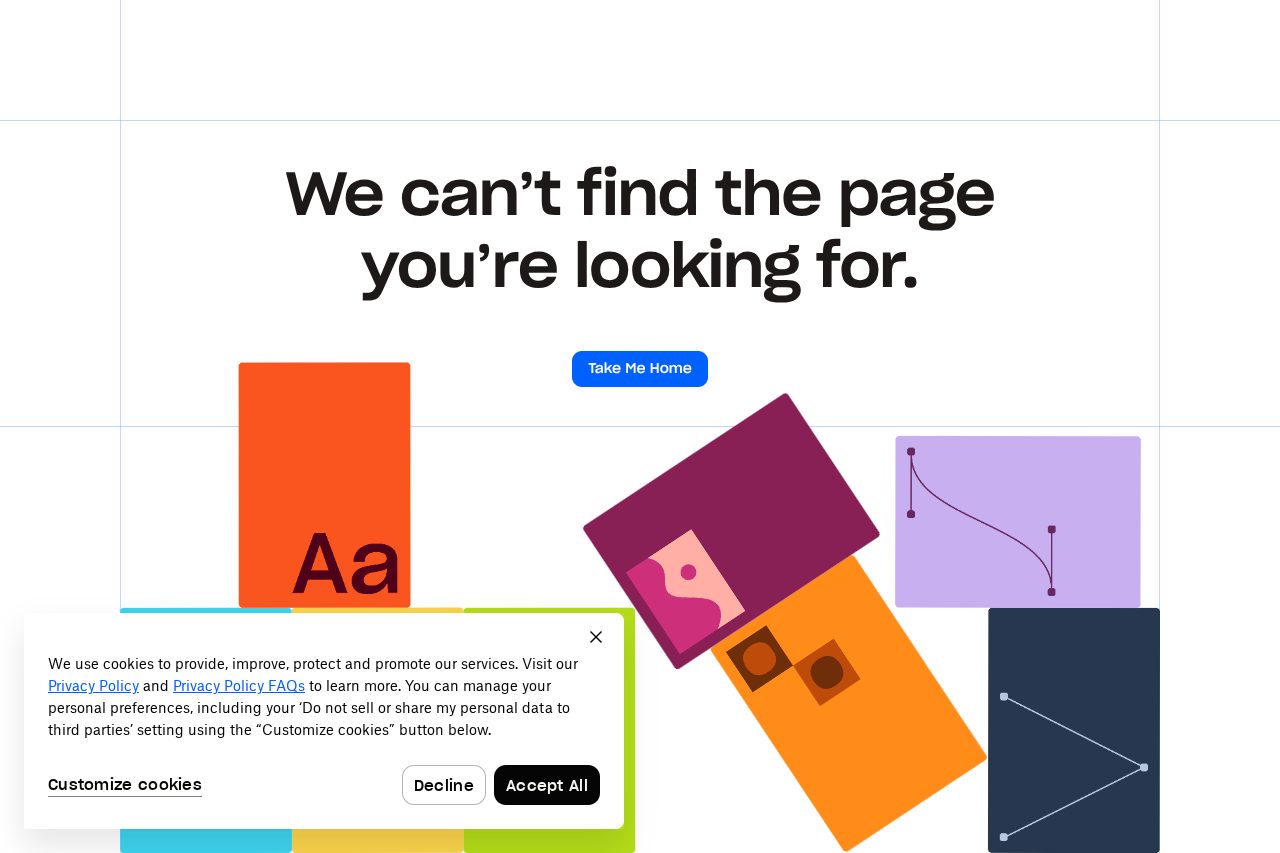 We can’t find the page
you’re looking for.
Take Me Home
Aa
We use cookies to provide, improve, protect and promote our services. Visit our
Privacy Policy and Privacy Policy FAQs to learn more. You can manage your
personal preferences, including your ‘Do not sell or share my personal data to
third parties’ setting using the “Customize cookies” button below.
Customize cookies
Decline
Accept All